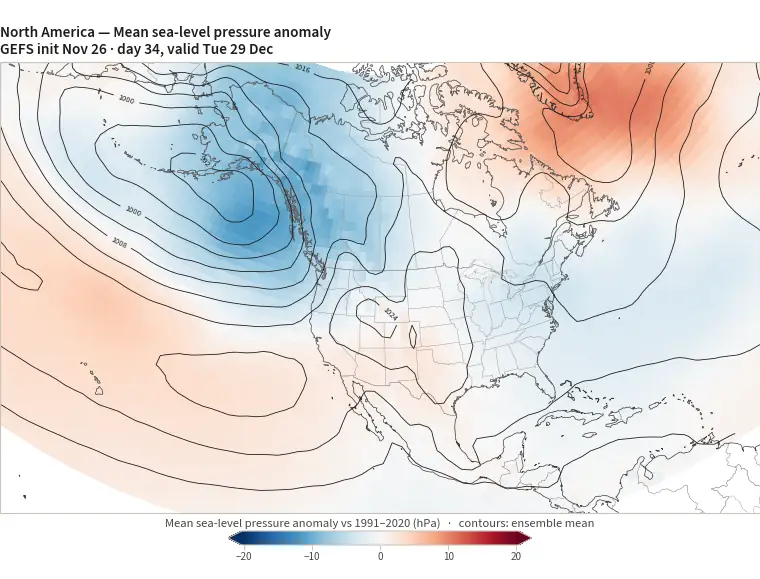 North America — Mean sea-level pressure anomaly
GEFS init Nov 26 · day 34, valid Tue 29 Dec
1016
1000
1000
1008
1024
Mean sea-level pressure anomaly vs 1991–2020 (hPa) · contours: ensemble mean
−20 −10 0 10 20